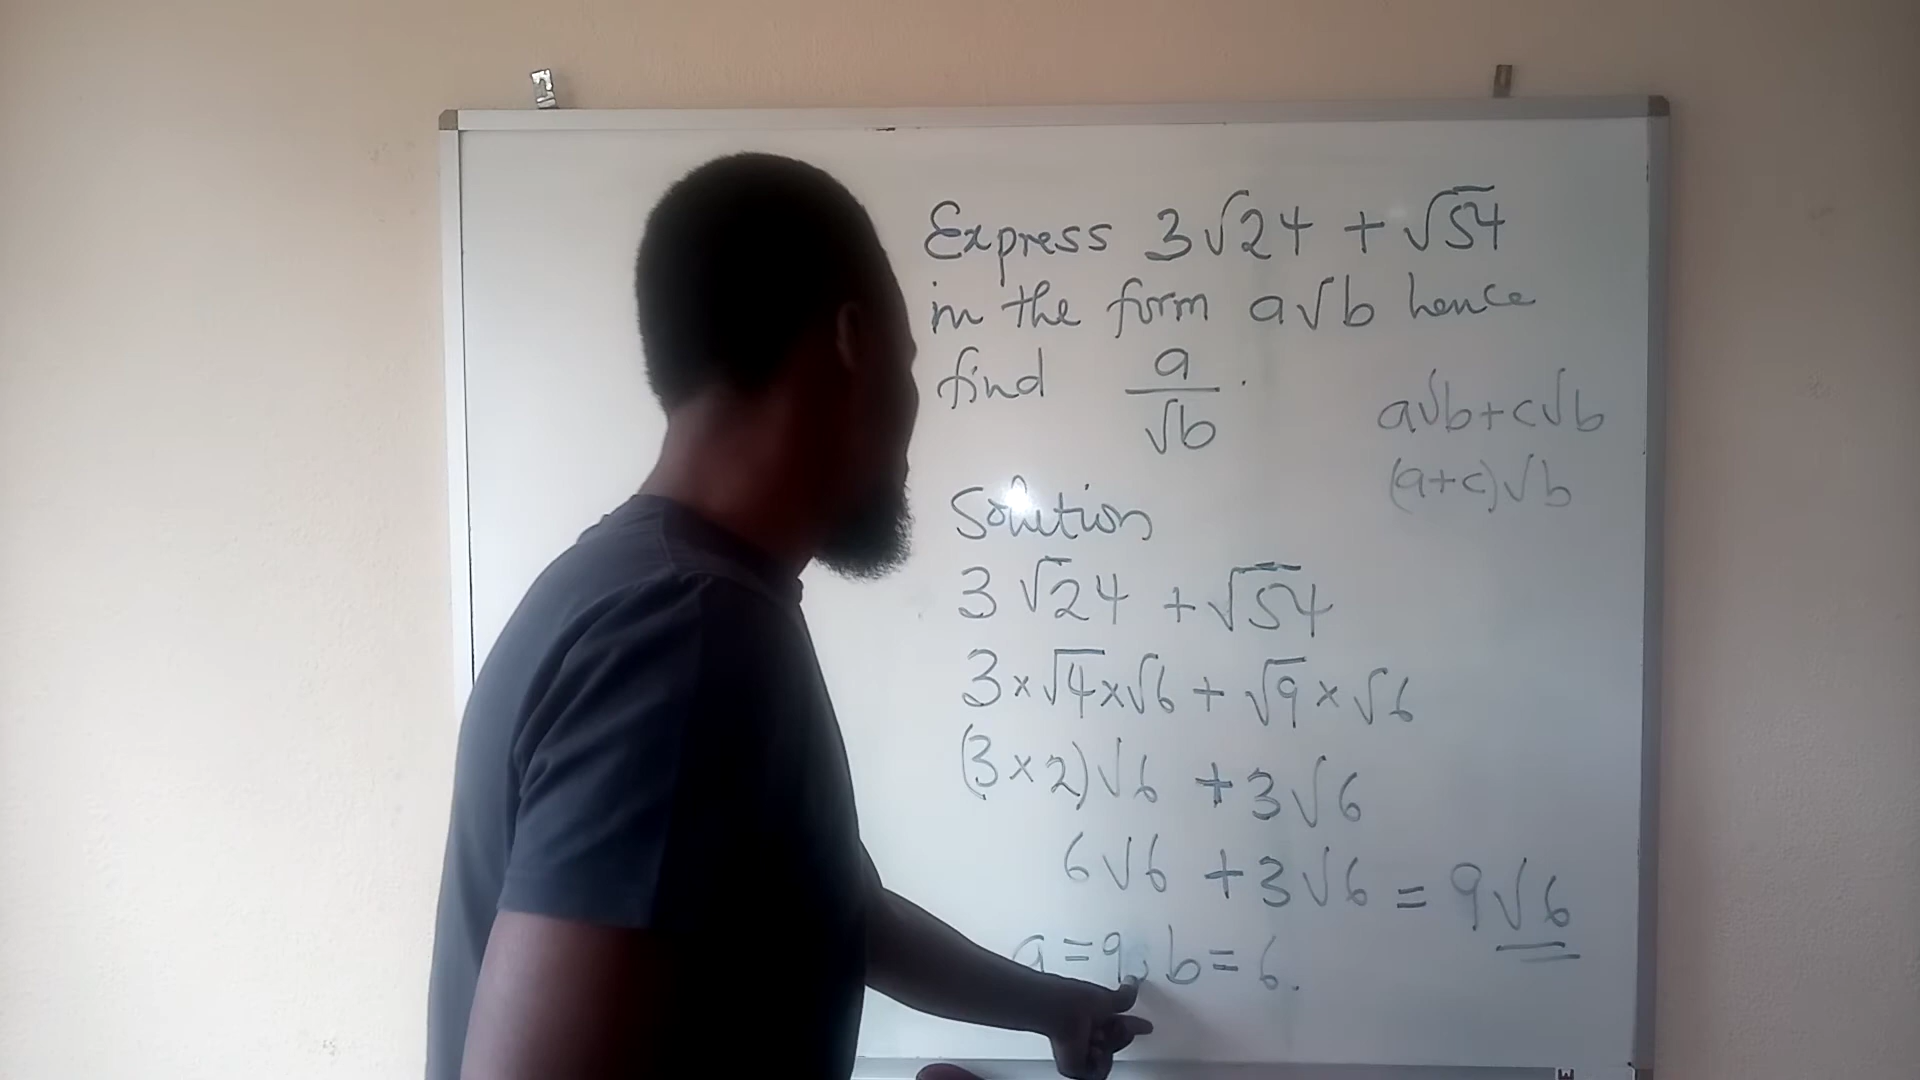 Express 3√24 + √54
in the form a√b hence
find a/√b.
a√b+c√b
(a+c)√b
Solution
3√24 + √54
3×√4×√6 + √9×√6
(3×2)√6 + 3√6
6√6 + 3√6 = 9√6
a=9, b=6.